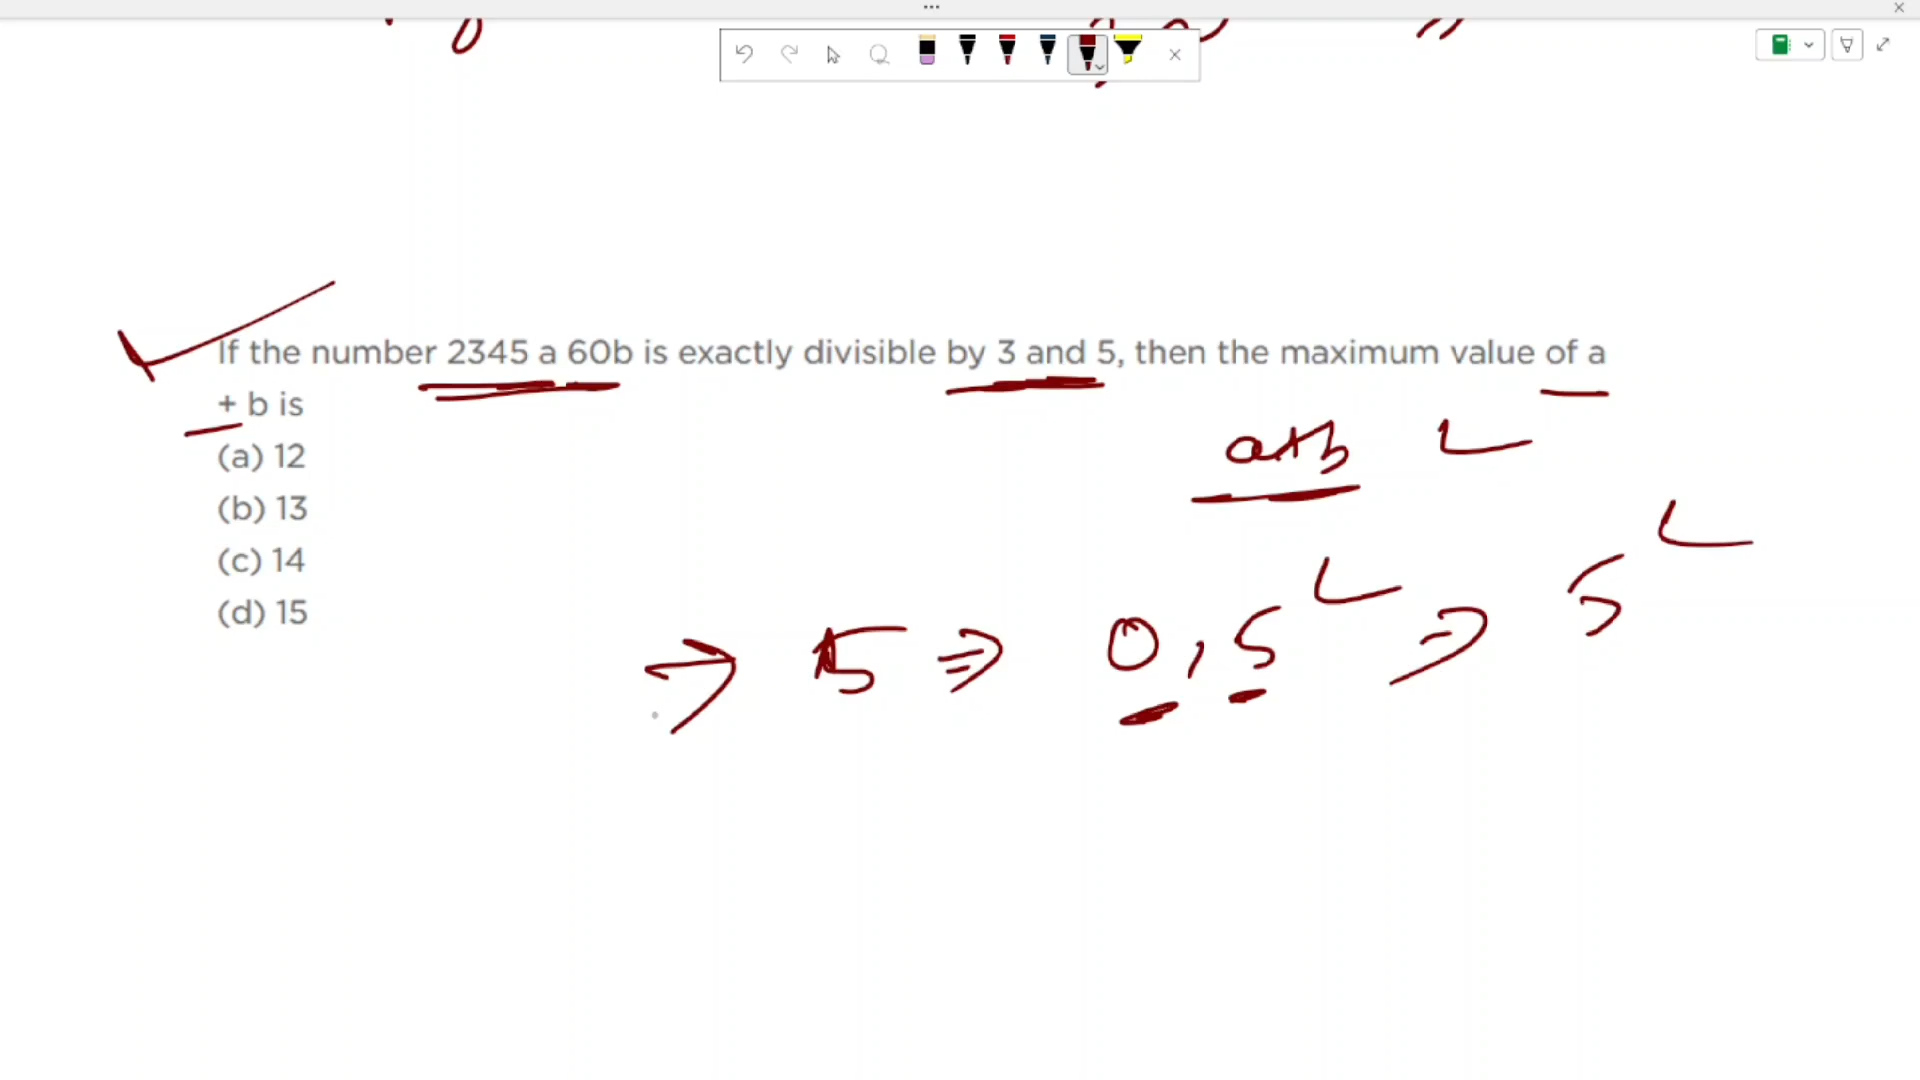 If the number 2345 a 60b is exactly divisible by 3 and 5, then the maximum value of a
+ b is
(a) 12
a+b
(b) 13
(c) 14
(d) 15
5 ⇒ 0, 5 ⇒ 5